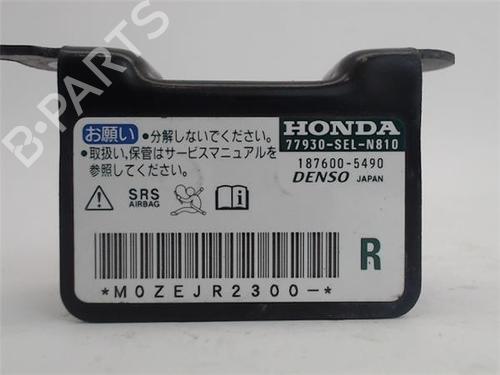 お願い
・分解しないでください。
・取扱い,保管はサービスマニュアルを
参照してください。
HONDA
77930-SEL-N810
187600-5490
DENSO JAPAN
SRS
AIRBAG
R
*M0ZEJR2300-*
B-PARTS